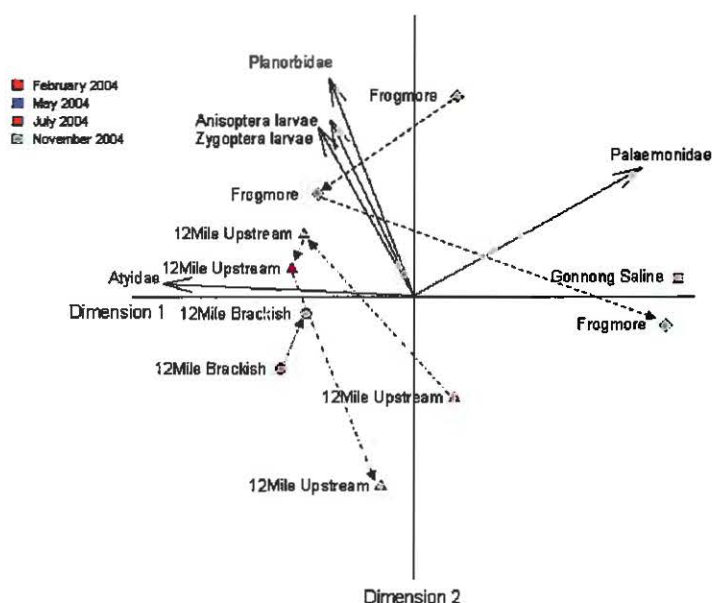 Planorbidae
Frogmore
February 2004
May 2004
July 2004
November 2004
Anisoptera larvae
Zygoptera larvae
Palaemonidae
Frogmore
12Mile Upstream
12Mile Upstream
Atyidae
Gonnong Saline
Dimension 1
12Mile Brackish
Frogmore
12Mile Brackish
12Mile Upstream
12Mile Upstream
Dimension 2